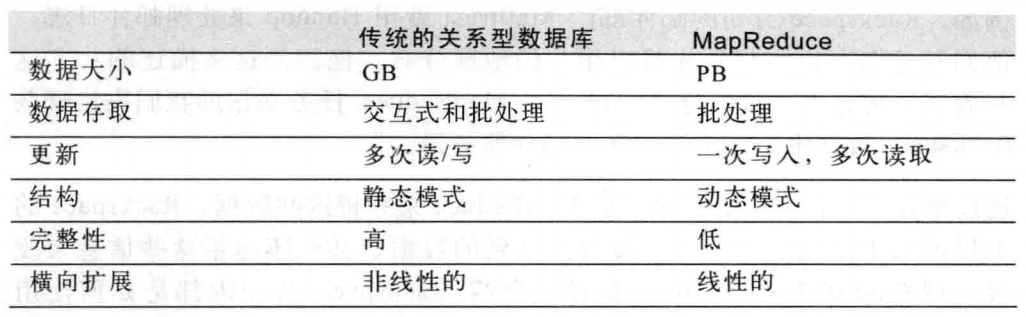 传统的关系型数据库 MapReduce
数据大小 GB PB
数据存取 交互式和批处理 批处理
更新 多次读/写 一次写人，多次读取
结构 静态模式 动态模式
完整性 高 低
横向扩展 非线性的 线性的